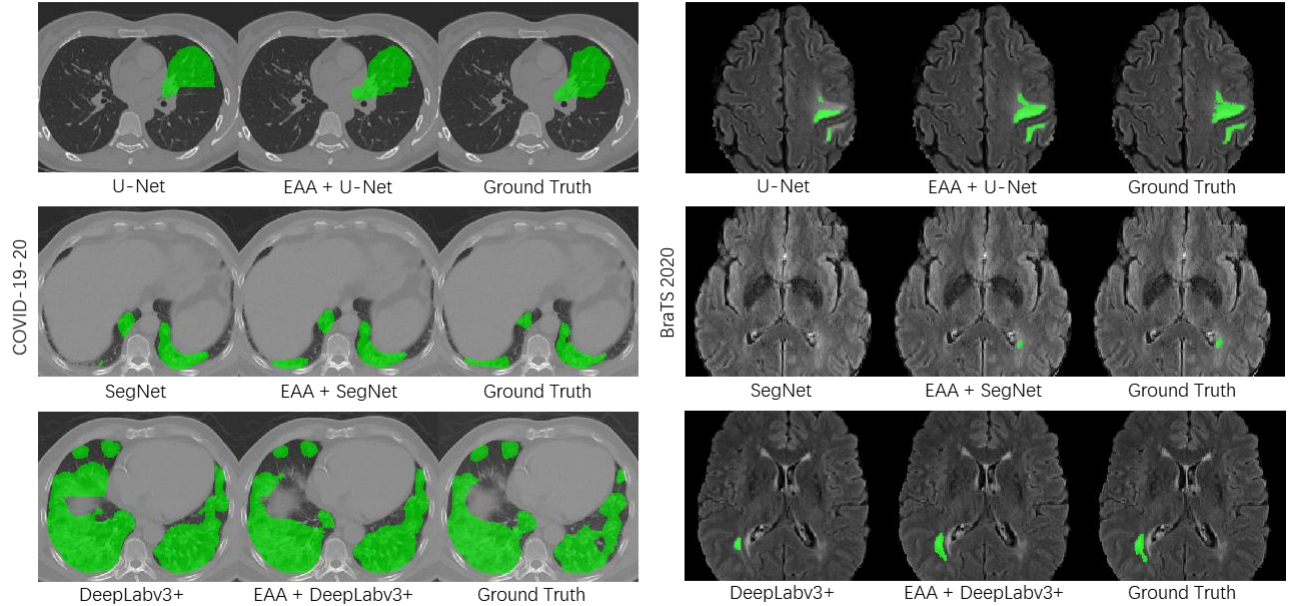 COVID-19-20
U-Net
EAA + U-Net
Ground Truth
SegNet
EAA + SegNet
Ground Truth
DeepLabv3+
EAA + DeepLabv3+
Ground Truth
BraTS 2020
U-Net
EAA + U-Net
Ground Truth
SegNet
EAA + SegNet
Ground Truth
DeepLabv3+
EAA + DeepLabv3+
Ground Truth